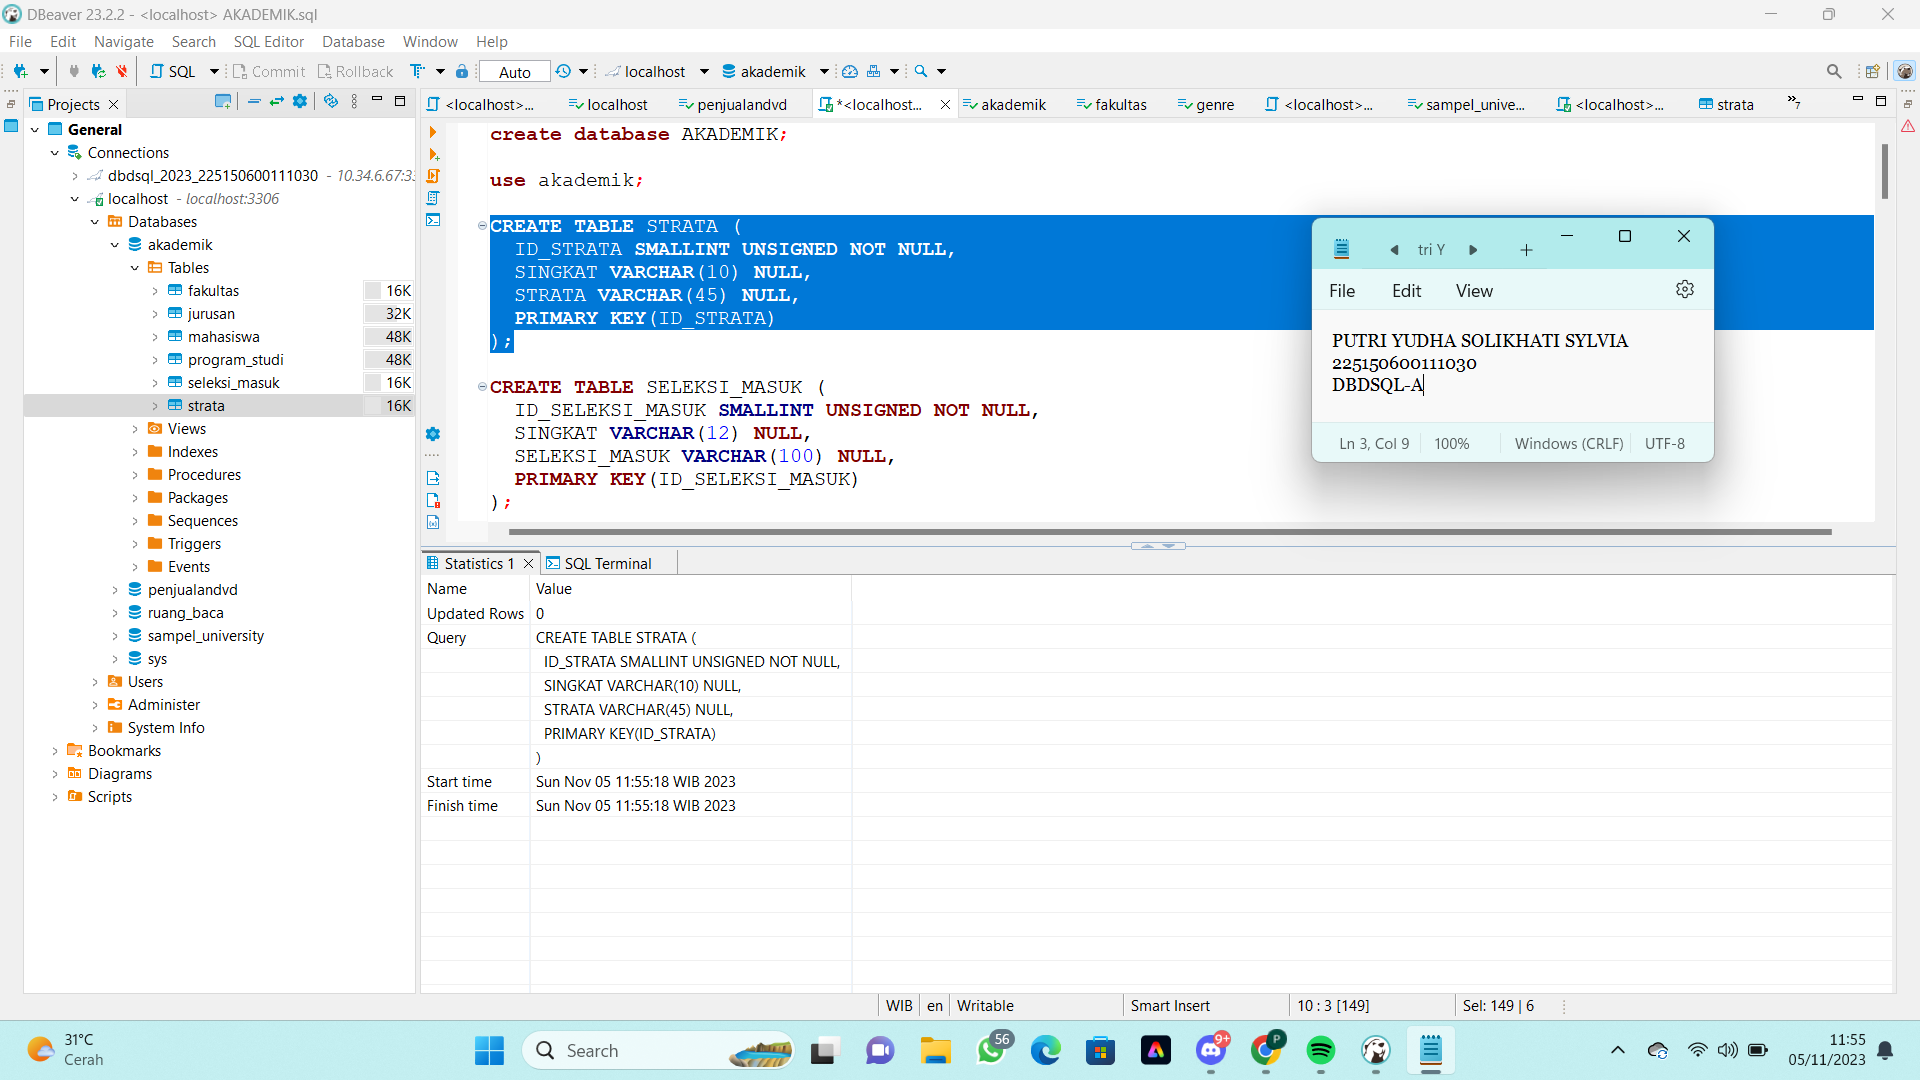 DBeaver 23.2.2 - <localhost> AKADEMIK.sql
File Edit Navigate Search SQL Editor Database Window Help
SQL Commit Rollback Auto localhost akademik
Projects
<localhost>... localhost penjualandvd *<localhost... akademik fakultas genre <localhost>... sampel_unive... <localhost>... strata »7
General
Connections
dbdsql_2023_225150600111030 - 10.34.6.67:33
localhost - localhost:3306
Databases
akademik
Tables
fakultas 16K
jurusan 32K
mahasiswa 48K
program_studi 48K
seleksi_masuk 16K
strata 16K
Views
Indexes
Procedures
Packages
Sequences
Triggers
Events
penjualandvd
ruang_baca
sampel_university
sys
Users
Administer
System Info
Bookmarks
Diagrams
Scripts
create database AKADEMIK;
use akademik;
CREATE TABLE STRATA (
ID_STRATA SMALLINT UNSIGNED NOT NULL,
SINGKAT VARCHAR(10) NULL,
STRATA VARCHAR(45) NULL,
PRIMARY KEY(ID_STRATA)
);
CREATE TABLE SELEKSI_MASUK (
ID_SELEKSI_MASUK SMALLINT UNSIGNED NOT NULL,
SINGKAT VARCHAR(12) NULL,
SELEKSI_MASUK VARCHAR(100) NULL,
PRIMARY KEY(ID_SELEKSI_MASUK)
);
tri Y
File Edit View
PUTRI YUDHA SOLIKHATI SYLVIA
225150600111030
DBDSQL-A
Ln 3, Col 9 100% Windows (CRLF) UTF-8
Statistics 1 SQL Terminal
Name Value
Updated Rows 0
Query CREATE TABLE STRATA (
ID_STRATA SMALLINT UNSIGNED NOT NULL,
SINGKAT VARCHAR(10) NULL,
STRATA VARCHAR(45) NULL,
PRIMARY KEY(ID_STRATA)
)
Start time Sun Nov 05 11:55:18 WIB 2023
Finish time Sun Nov 05 11:55:18 WIB 2023
WIB en Writable Smart Insert 10 : 3 [149] Sel: 149 | 6
31°C
Cerah
Search
56
9+
P
11:55
05/11/2023